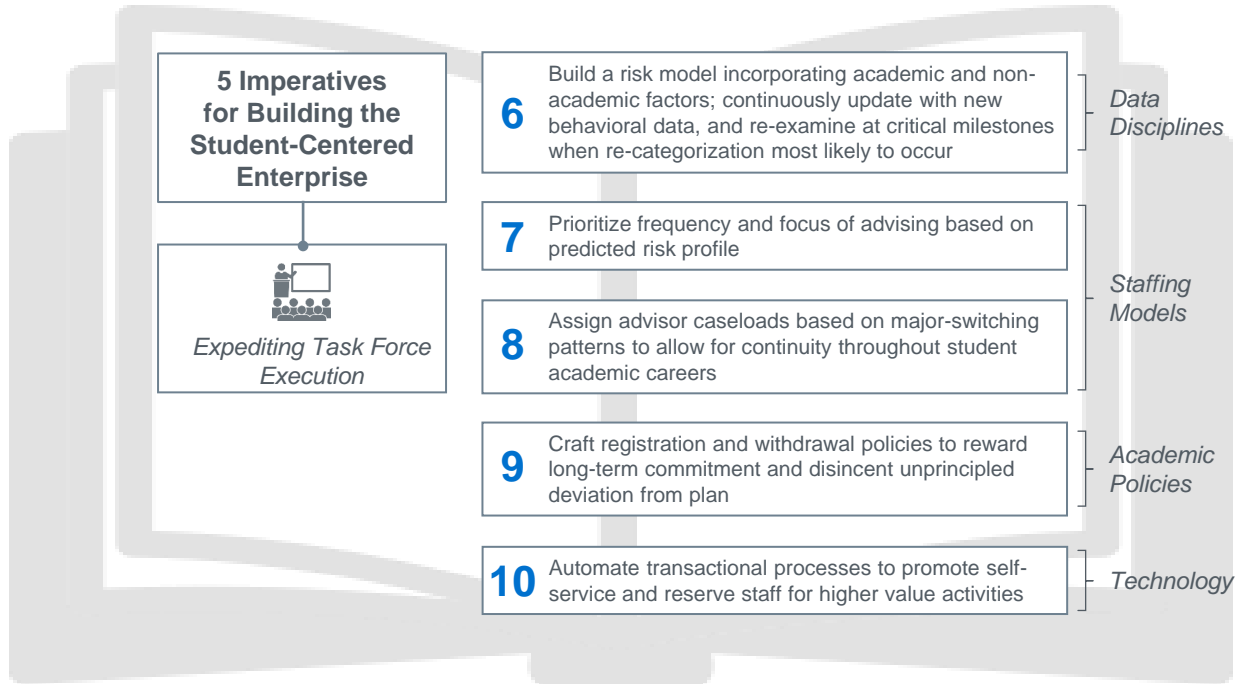 5 Imperatives
for Building the
Student-Centered
Enterprise
Expediting Task Force
Execution
6
Build a risk model incorporating academic and non-
academic factors; continuously update with new
behavioral data, and re-examine at critical milestones
when re-categorization most likely to occur
Data
Disciplines
7
Prioritize frequency and focus of advising based on
predicted risk profile
8
Assign advisor caseloads based on major-switching
patterns to allow for continuity throughout student
academic careers
Staffing
Models
9
Craft registration and withdrawal policies to reward
long-term commitment and disincent unprincipled
deviation from plan
Academic
Policies
10
Automate transactional processes to promote self-
service and reserve staff for higher value activities
Technology